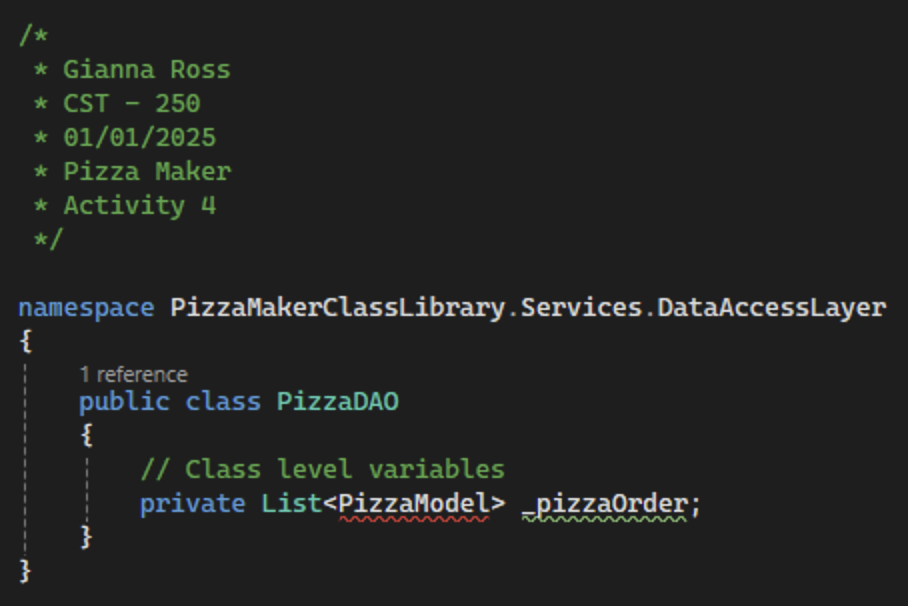 /*
 * Gianna Ross
 * CST - 250
 * 01/01/2025
 * Pizza Maker
 * Activity 4
 */
namespace PizzaMakerClassLibrary.Services.DataAccessLayer
{
1 reference
public class PizzaDAO
{
// Class level variables
private List<PizzaModel> _pizzaOrder;
}
}